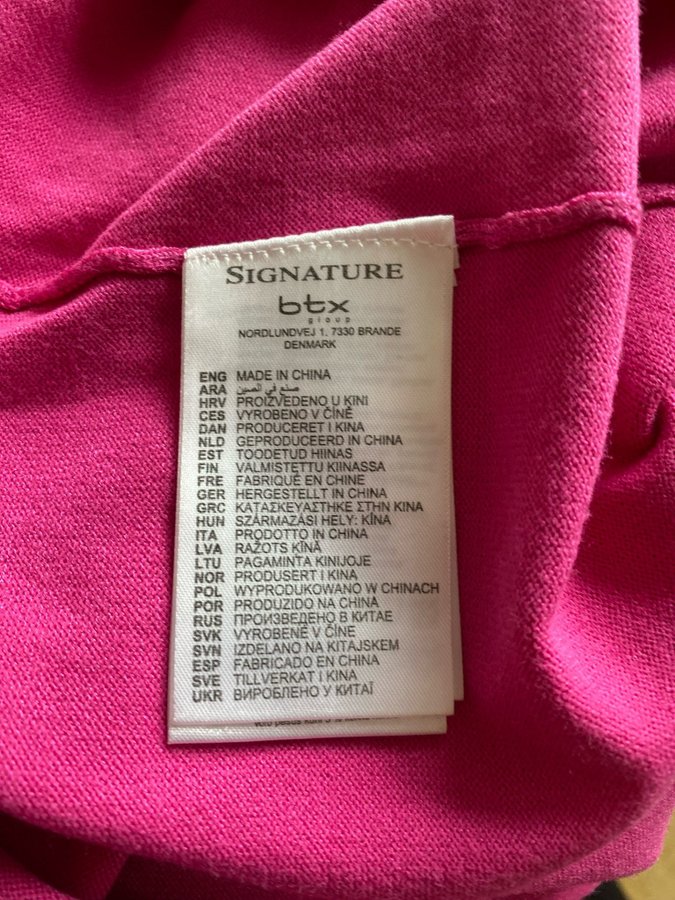 SIGNATURE
btx
group
NORDLUNDVEJ 1. 7330 BRANDE
DENMARK
ENG MADE IN CHINA
ARA صنع في الصين
HRV PROIZVEDENO U KINI
CES VYROBENO V ČÍNĚ
DAN PRODUCERET I KINA
NLD GEPRODUCEERD IN CHINA
EST TOODETUD HIINAS
FIN VALMISTETTU KIINASSA
FRE FABRIQUÉ EN CHINE
GER HERGESTELLT IN CHINA
GRC ΚΑΤΑΣΚΕΥΑΣΤΗΚΕ ΣΤΗΝ ΚΙΝΑ
HUN SZÁRMAZÁSI HELY: KÍNA
ITA PRODOTTO IN CHINA
LVA RAŽOTS ĶĪNĀ
LTU PAGAMINTA KINIJOJE
NOR PRODUSERT I KINA
POL WYPRODUKOWANO W CHINACH
POR PRODUZIDO NA CHINA
RUS ПРОИЗВЕДЕНО В КИТАЕ
SVK VYROBENÉ V ČÍNE
SVN IZDELANO NA KITAJSKEM
ESP FABRICADO EN CHINA
SVE TILLVERKAT I KINA
UKR ВИРОБЛЕНО У КИТАЇ